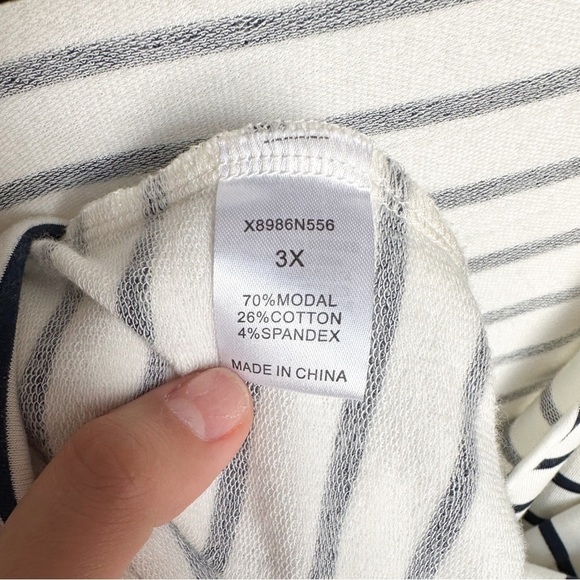 X8986N556
3X
70%MODAL
26%COTTON
4%SPANDEX
MADE IN CHINA